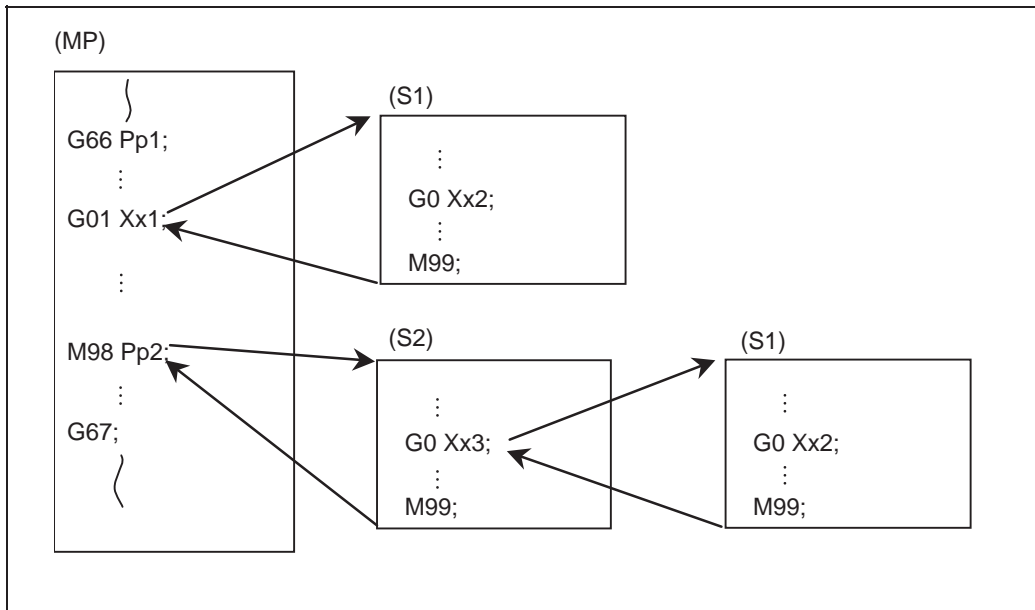 (MP)
G66 Pp1;
⋮
G01 Xx1;
⋮
M98 Pp2;
⋮
G67;
(S1)
⋮
G0 Xx2;
⋮
M99;
(S2)
⋮
G0 Xx3;
⋮
M99;
(S1)
⋮
G0 Xx2;
⋮
M99;